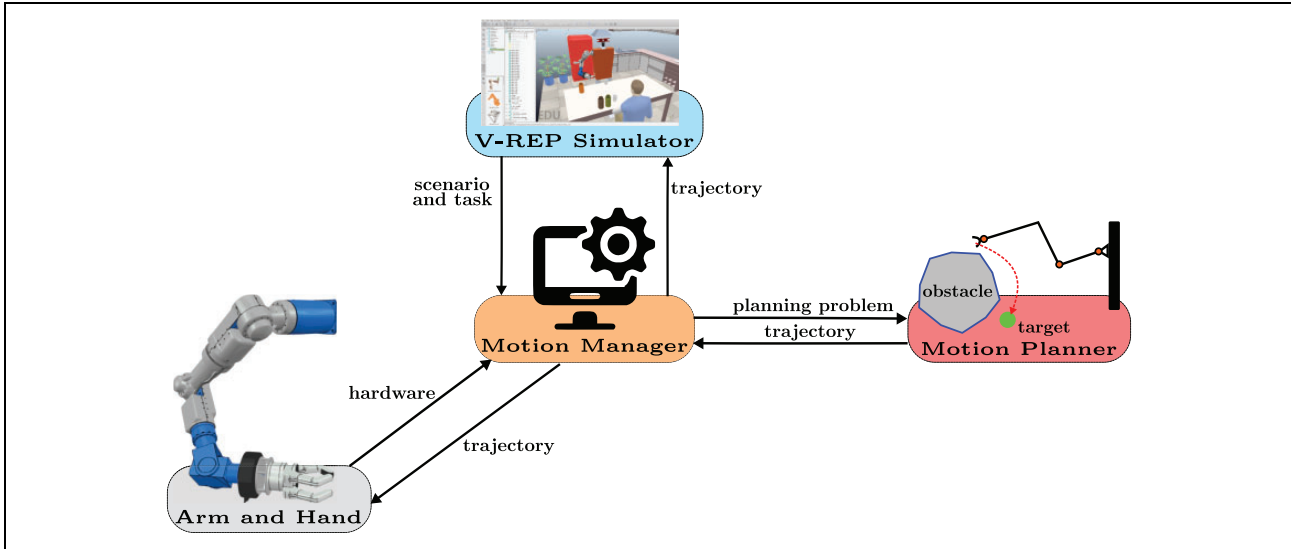 EDU
V-REP Simulator
scenario
and task
trajectory
obstacle
planning problem
trajectory
target
Motion Manager
Motion Planner
hardware
trajectory
Arm and Hand